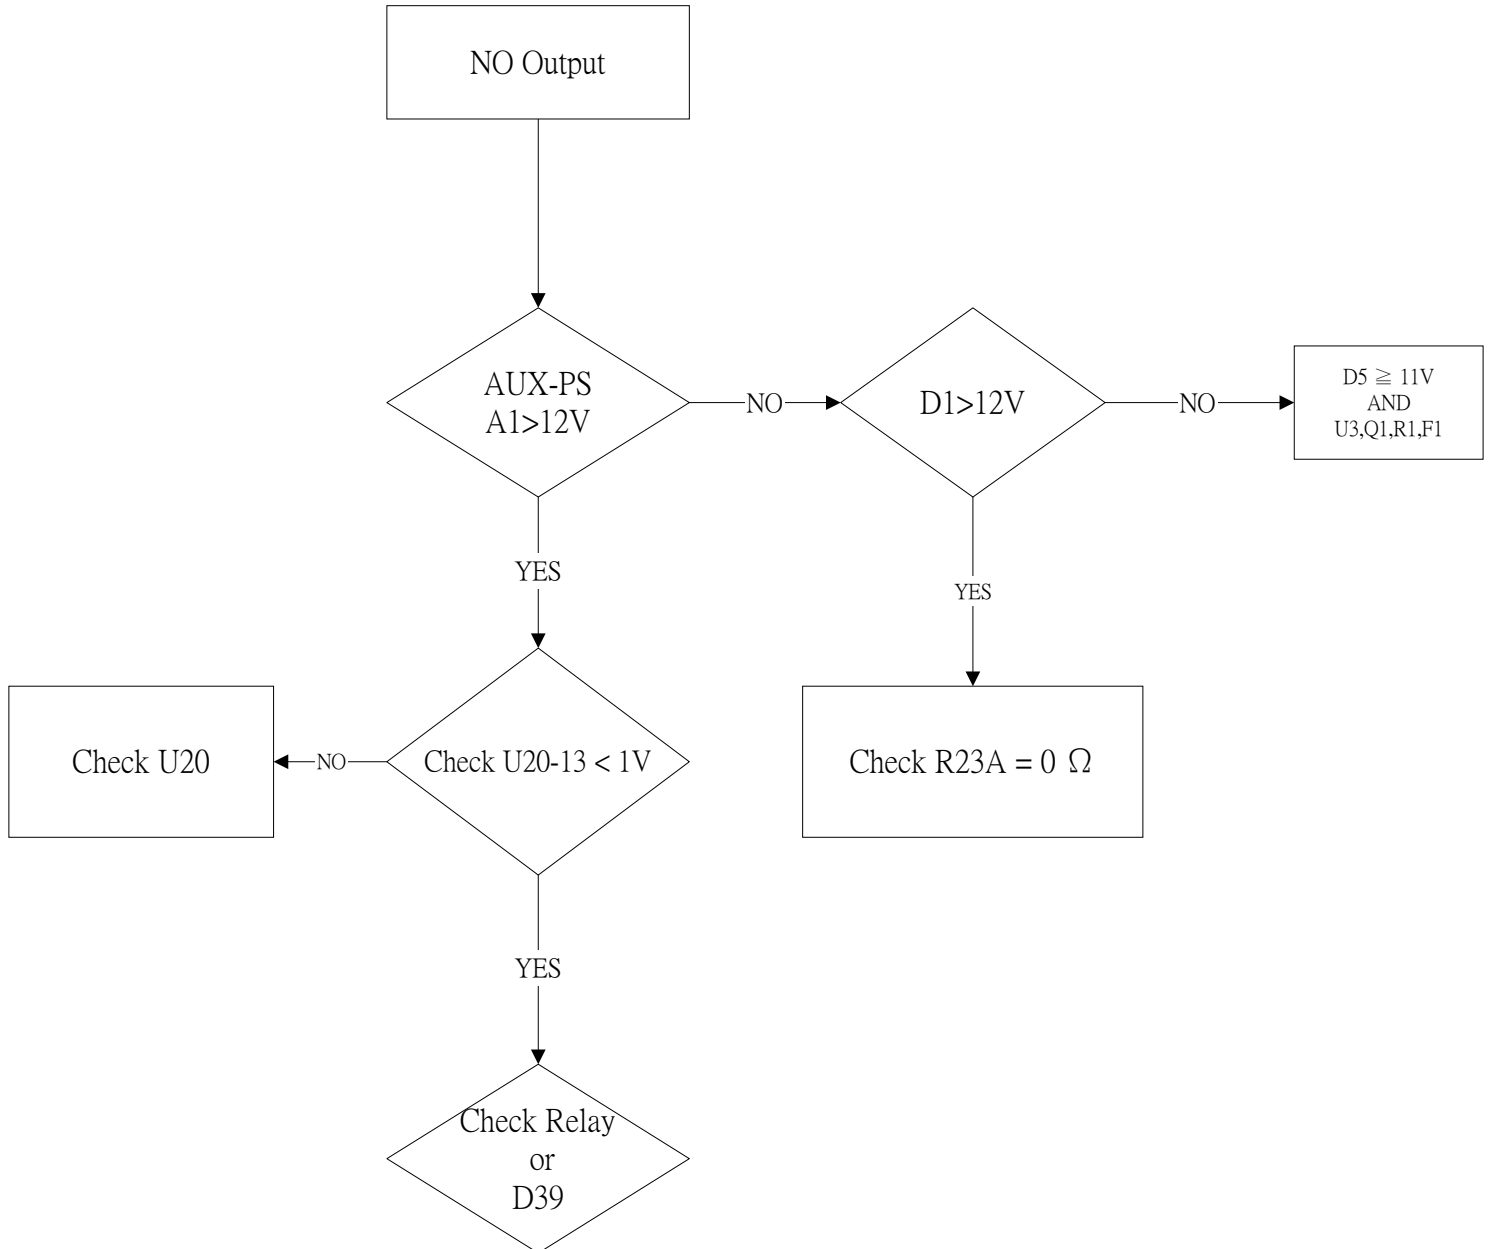 NO Output
AUX-PS
A1>12V
NO
D1>12V
NO
D5 ≧ 11V
AND
U3,Q1,R1,F1
YES
YES
Check U20
NO
Check U20-13 < 1V
Check R23A = 0 Ω
YES
Check Relay
or
D39